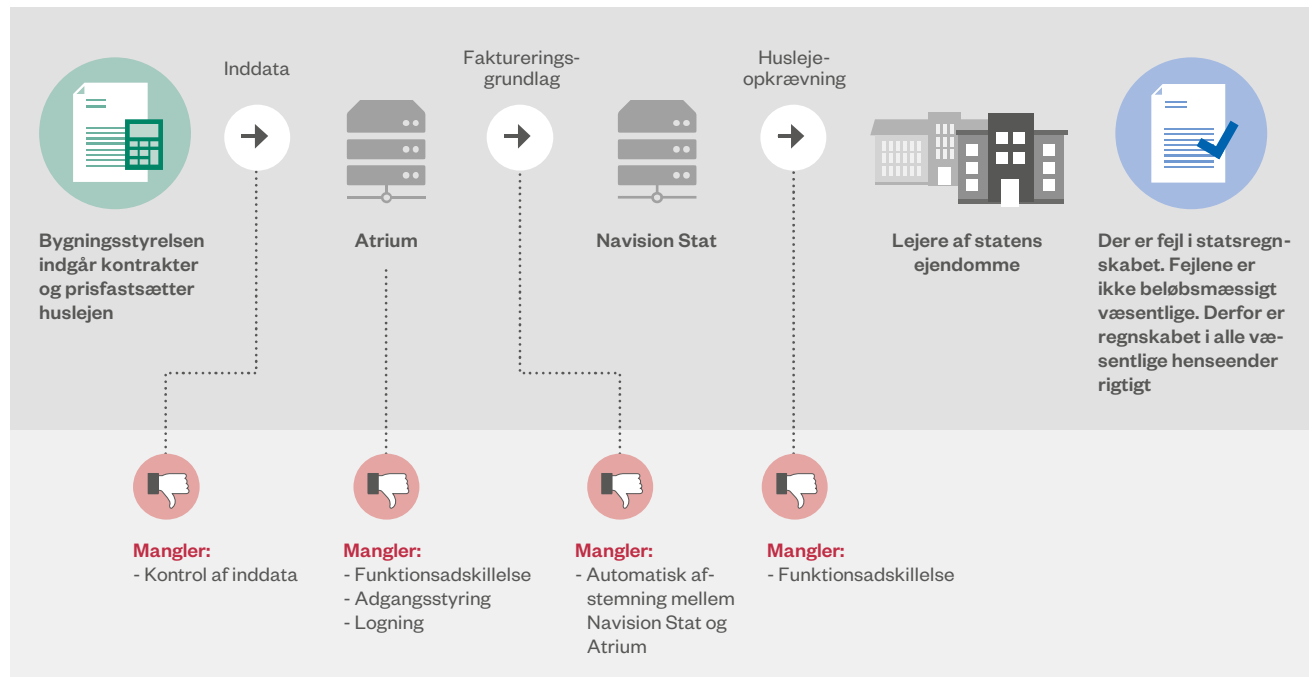 Inddata
Fakturerings-
grundlag
Husleje-
opkrævning
Bygningsstyrelsen
indgår kontrakter
og prisfastsætter
huslejen
Atrium
Navision Stat
Lejere af statens
ejendomme
Der er fejl i statsregn-
skabet. Fejlene er
ikke beløbsmæssigt
væsentlige. Derfor er
regnskabet i alle væ-
sentlige henseender
rigtigt
Mangler:
- Kontrol af inddata
Mangler:
- Funktionsadskillelse
- Adgangsstyring
- Logning
Mangler:
- Automatisk af-
stemning mellem
Navision Stat og
Atrium
Mangler:
- Funktionsadskillelse